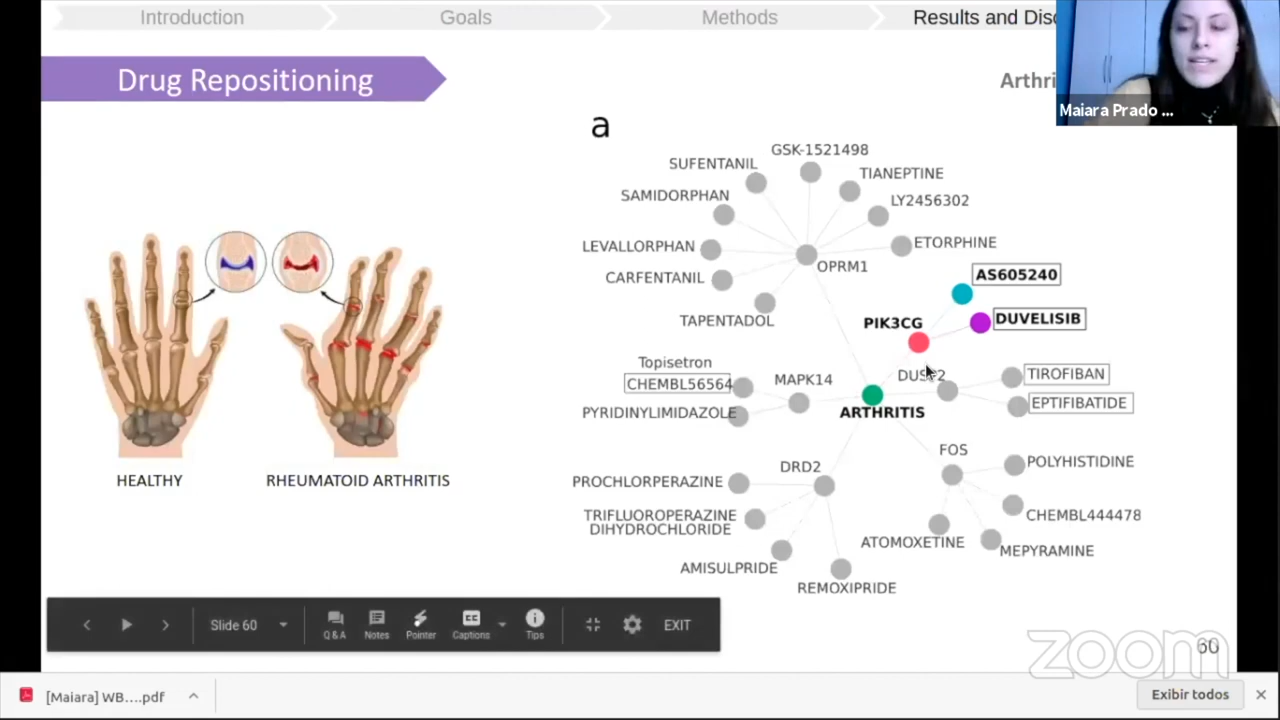 Introduction
Goals
Methods
Results and Disc
Drug Repositioning
Arthri
Maiara Prado ...
a
GSK-1521498
SUFENTANIL
TIANEPTINE
SAMIDORPHAN
LY2456302
LEVALLORPHAN
ETORPHINE
OPRM1
CARFENTANIL
AS605240
TAPENTADOL
PIK3CG
DUVELISIB
Topisetron
CHEMBL56564
MAPK14
TIROFIBAN
PYRIDINYLIMIDAZOLE
ARTHRITIS
EPTIFIBATIDE
FOS
DRD2
POLYHISTIDINE
PROCHLORPERAZINE
TRIFLUOROPERAZINE
DIHYDROCHLORIDE
CHEMBL444478
ATOMOXETINE
MEPYRAMINE
AMISULPRIDE
REMOXIPRIDE
HEALTHY
RHEUMATOID ARTHRITIS
Slide 60
Q & A
Notes
Pointer
CC
Captions
Tips
EXIT
60
zoom
[Maiara] WB....pdf
Exibir todos